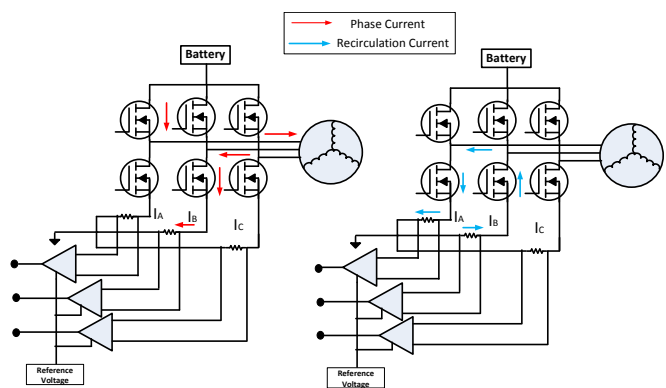 Phase Current
Recirculation Current
Battery
Battery
IA
IB
IC
IA
IB
IC
Reference
Voltage
Reference
Voltage